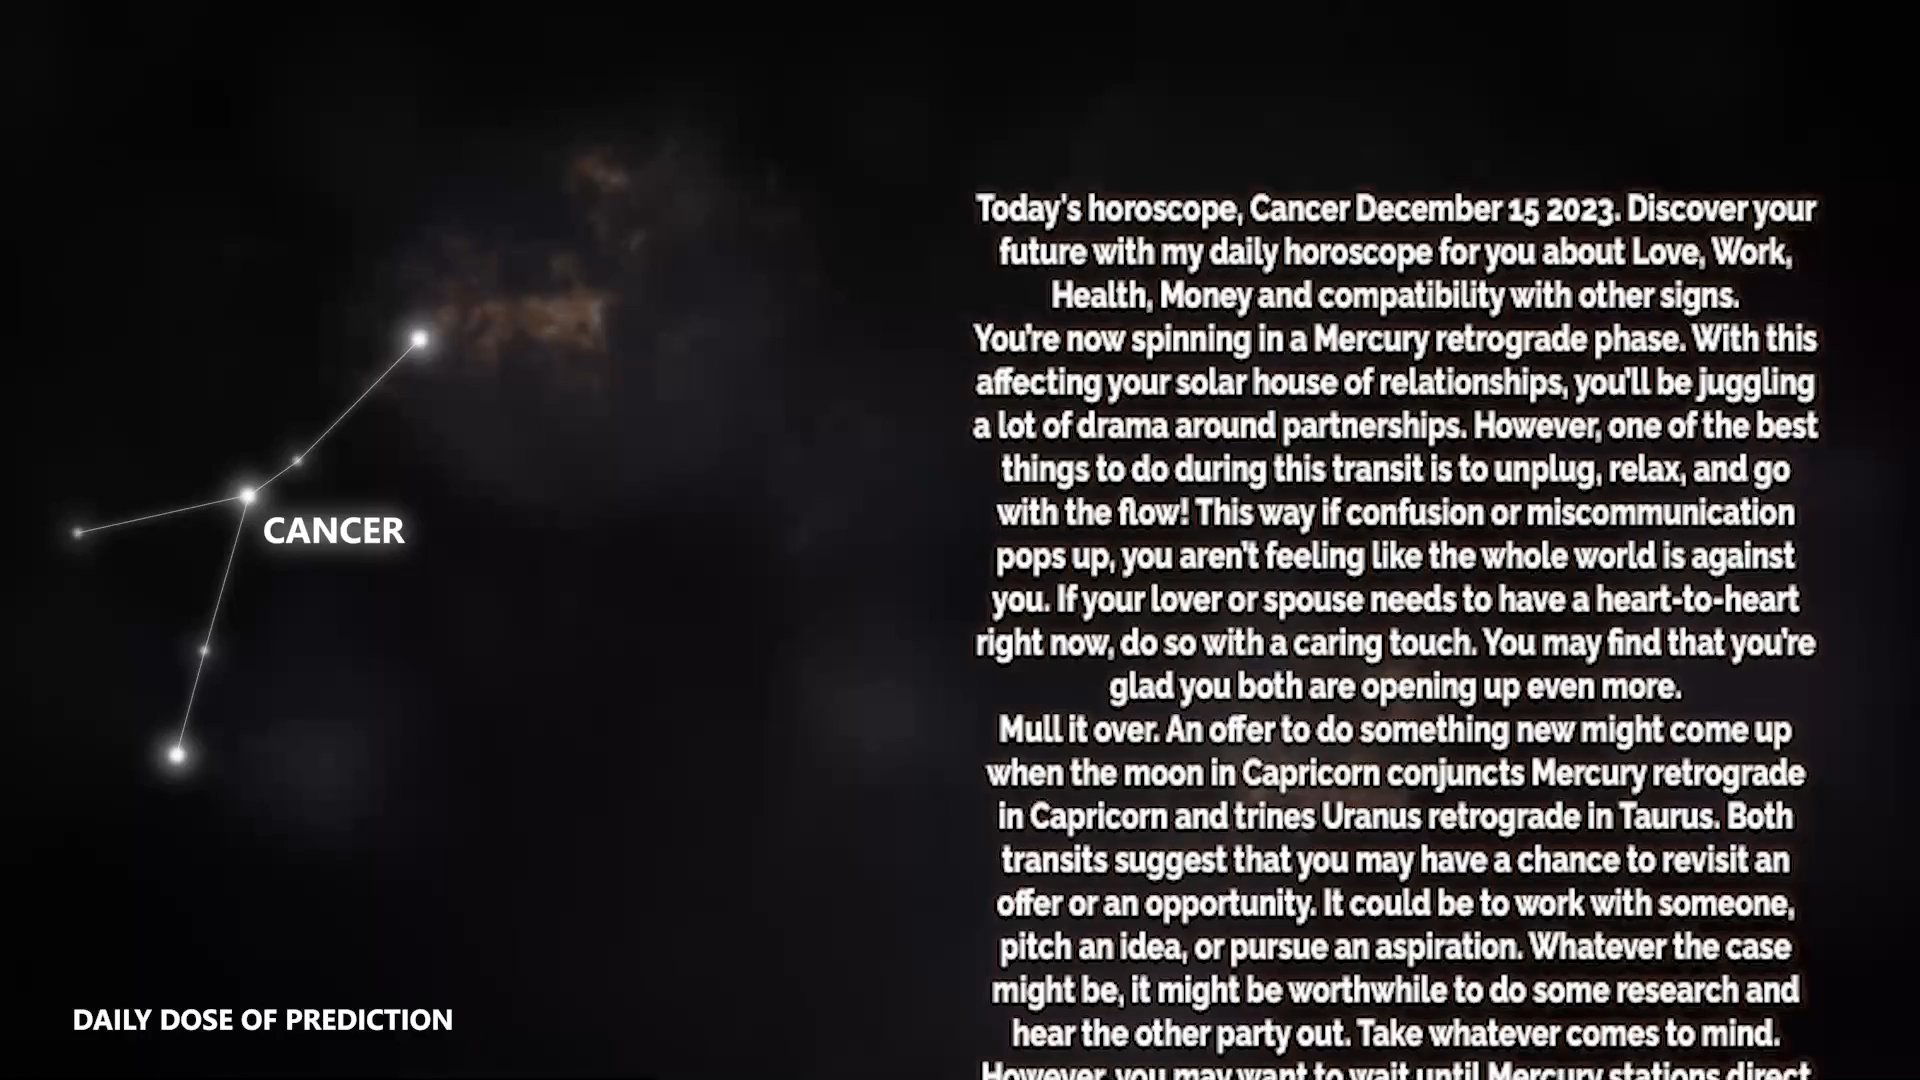 CANCER
DAILY DOSE OF PREDICTION
Today's horoscope, Cancer December 15 2023. Discover your
future with my daily horoscope for you about Love, Work,
Health, Money and compatibility with other signs.
You're now spinning in a Mercury retrograde phase. With this
affecting your solar house of relationships, you'll be juggling
a lot of drama around partnerships. However, one of the best
things to do during this transit is to unplug, relax, and go
with the flow! This way if confusion or miscommunication
pops up, you aren't feeling like the whole world is against
you. If your lover or spouse needs to have a heart-to-heart
right now, do so with a caring touch. You may find that you're
glad you both are opening up even more.
Mull it over. An offer to do something new might come up
when the moon in Capricorn conjuncts Mercury retrograde
in Capricorn and trines Uranus retrograde in Taurus. Both
transits suggest that you may have a chance to revisit an
offer or an opportunity. It could be to work with someone,
pitch an idea, or pursue an aspiration. Whatever the case
might be, it might be worthwhile to do some research and
hear the other party out. Take whatever comes to mind.
However, you may want to wait until Mercury stations direct